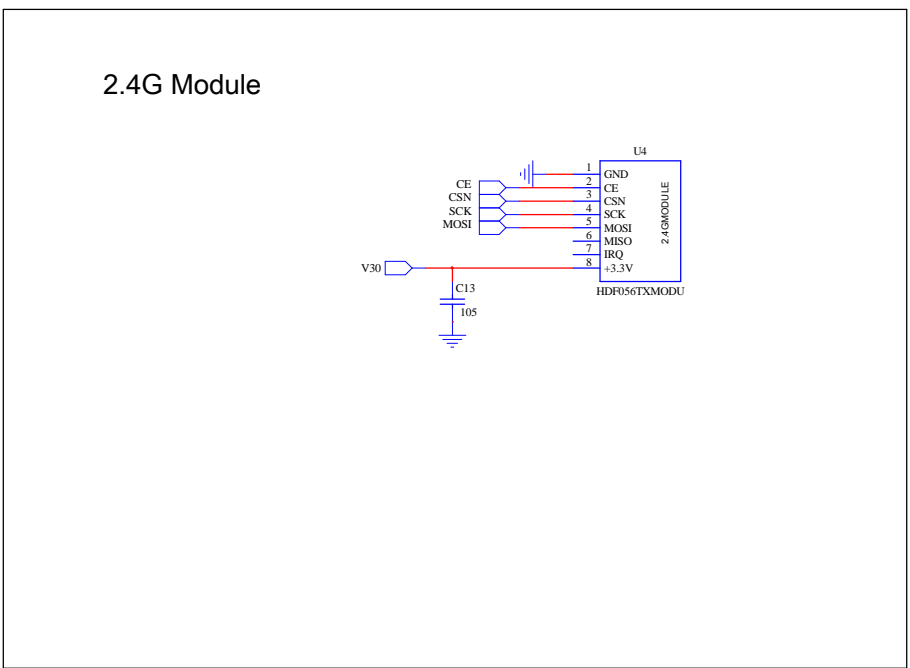 2.4G Module
U4
1 GND
CE 2 CE
CSN 3 CSN
SCK 4 SCK
MOSI 5 MOSI
6 MISO
7 IRQ
V30 8 +3.3V
2.4GMODULE
HDF056TXMODU
C13
105